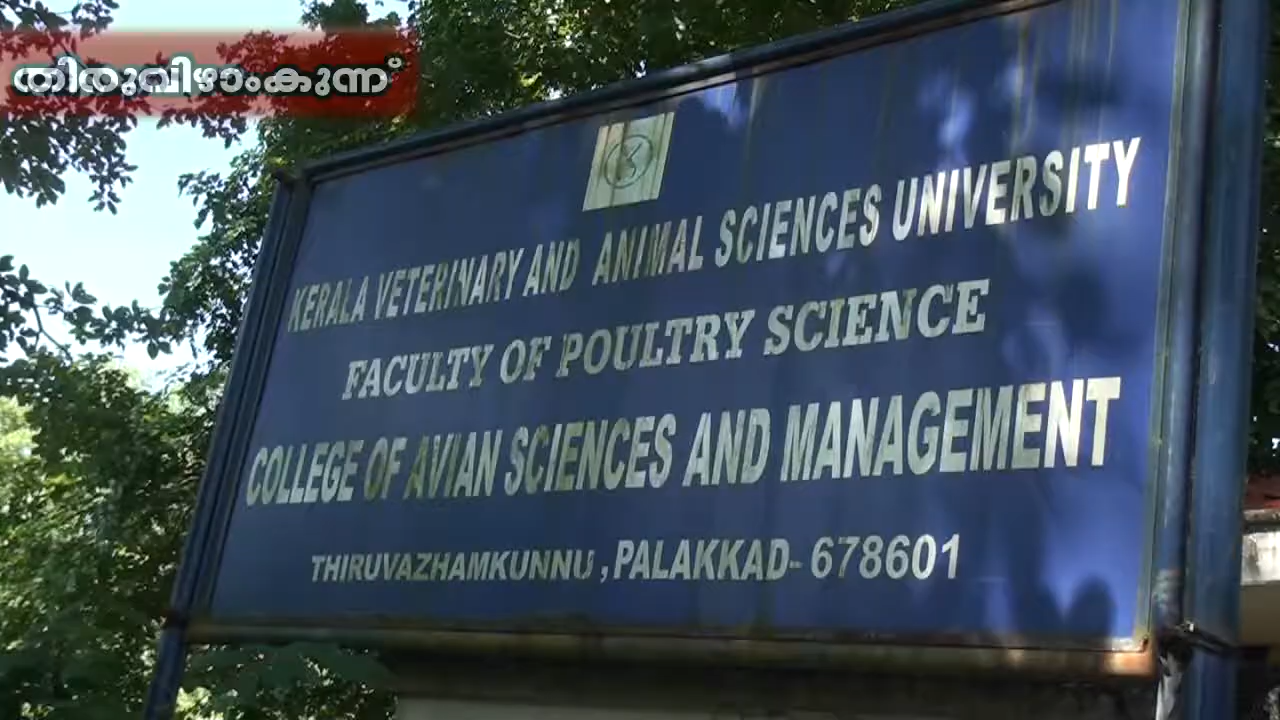 തിരുവിഴാംകുന്ന്
KERALA VETERINARY AND ANIMAL SCIENCES UNIVERSITY
FACULTY OF POULTRY SCIENCE
COLLEGE OF AVIAN SCIENCES AND MANAGEMENT
THIRUVAZHAMKUNNU, PALAKKAD- 678601